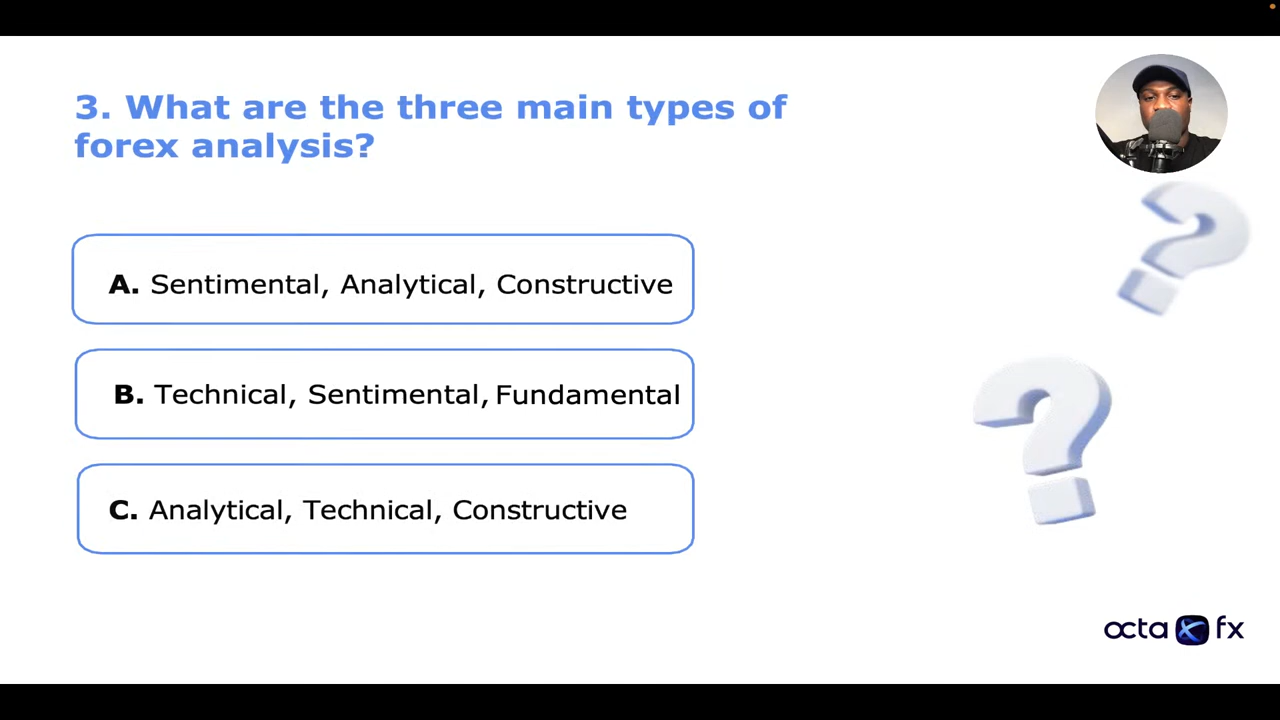 3. What are the three main types of
forex analysis?
A. Sentimental, Analytical, Constructive
B. Technical, Sentimental, Fundamental
C. Analytical, Technical, Constructive
octa fx